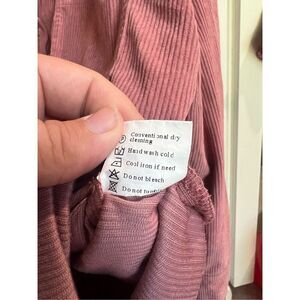 Conventional dry
cleaning
Hand wash cold
Cool iron if need
Do not bleach
Do not